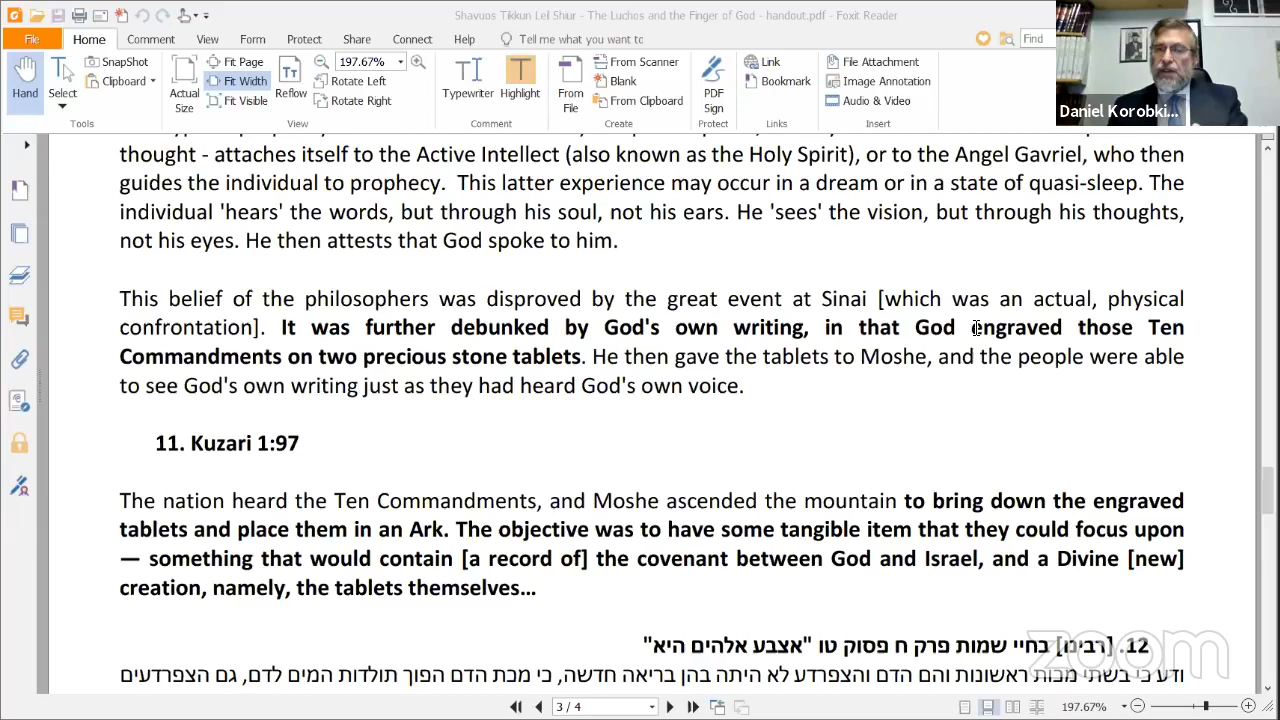 Shavuos Tikkun Leil Shiur - The Luchos and the Finger of God - handout.pdf - Foxit Reader
File Home Comment View Form Protect Connect Help Tell me what you want to Find
Hand Select SnapShot Clipboard Actual Size Fit Page Fit Width Fit Visible Reflow 197.67% Rotate Left Rotate Right Typewriter Highlight From File From Scanner Blank From Clipboard PDF Sign Link Bookmark File Attachment Image Annotation Audio & Video
Tools View Comment Create Protect Insert
Daniel Korobki...
thought - attaches itself to the Active Intellect (also known as the Holy Spirit), or to the Angel Gavriel, who then
guides the individual to prophecy. This latter experience may occur in a dream or in a state of quasi-sleep. The
individual 'hears' the words, but through his soul, not his ears. He 'sees' the vision, but through his thoughts,
not his eyes. He then attests that God spoke to him.
This belief of the philosophers was disproved by the great event at Sinai [which was an actual, physical
confrontation]. It was further debunked by God's own writing, in that God engraved those Ten
Commandments on two precious stone tablets. He then gave the tablets to Moshe, and the people were able
to see God's own writing just as they had heard God's own voice.
11. Kuzari 1:97
The nation heard the Ten Commandments, and Moshe ascended the mountain to bring down the engraved
tablets and place them in an Ark. The objective was to have some tangible item that they could focus upon
— something that would contain [a record of] the covenant between God and Israel, and a Divine [new]
creation, namely, the tablets themselves...
12. [רבינו] בחיי שמות פרק ח פסוק טו "אצבע אלהים היא"
ודע כי בשתי מכות ראשונות והם הדם והצפרדע לא היתה בהן בריאה חדשה, כי מכת הדם הפוך תולדות המים לדם, גם הצפרדעים
zoom
3 / 4 197.67%